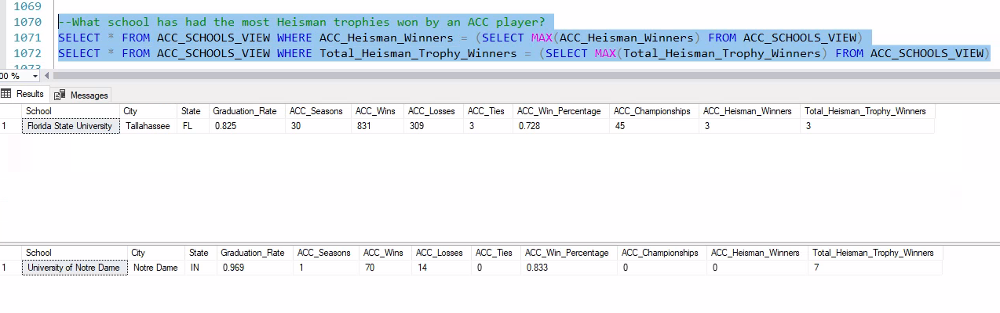 1069
1070 --What school has had the most Heisman trophies won by an ACC player?
1071 SELECT * FROM ACC_SCHOOLS_VIEW WHERE ACC_Heisman_Winners = (SELECT MAX(ACC_Heisman_Winners) FROM ACC_SCHOOLS_VIEW)
1072 SELECT * FROM ACC_SCHOOLS_VIEW WHERE Total_Heisman_Trophy_Winners = (SELECT MAX(Total_Heisman_Trophy_Winners) FROM ACC_SCHOOLS_VIEW)
1073
00 %
Results Messages
School City State Graduation_Rate ACC_Seasons ACC_Wins ACC_Losses ACC_Ties ACC_Win_Percentage ACC_Championships ACC_Heisman_Winners Total_Heisman_Trophy_Winners
1 Florida State University Tallahassee FL 0.825 30 831 309 3 0.728 45 3 3
School City State Graduation_Rate ACC_Seasons ACC_Wins ACC_Losses ACC_Ties ACC_Win_Percentage ACC_Championships ACC_Heisman_Winners Total_Heisman_Trophy_Winners
1 University of Notre Dame Notre Dame IN 0.969 1 70 14 0 0.833 0 0 7